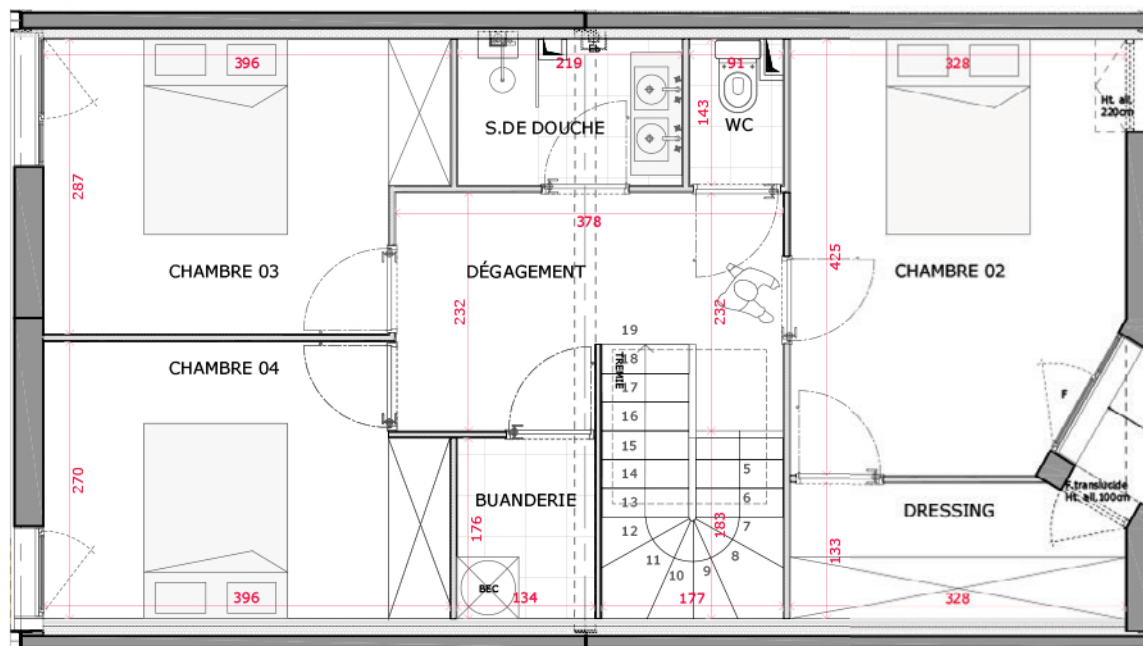 396
219
91
328
Ht. all.
220cm
143
S.DE DOUCHE
WC
287
378
425
CHAMBRE 03
DÉGAGEMENT
CHAMBRE 02
232
232
19
CHAMBRE 04
TREMIE
18
17
F
16
15
5
270
14
F.translucide
Ht. all. 100cm
BUANDERIE
13
6
DRESSING
176
12
183
7
133
11
8
10
9
BEC
396
134
177
328